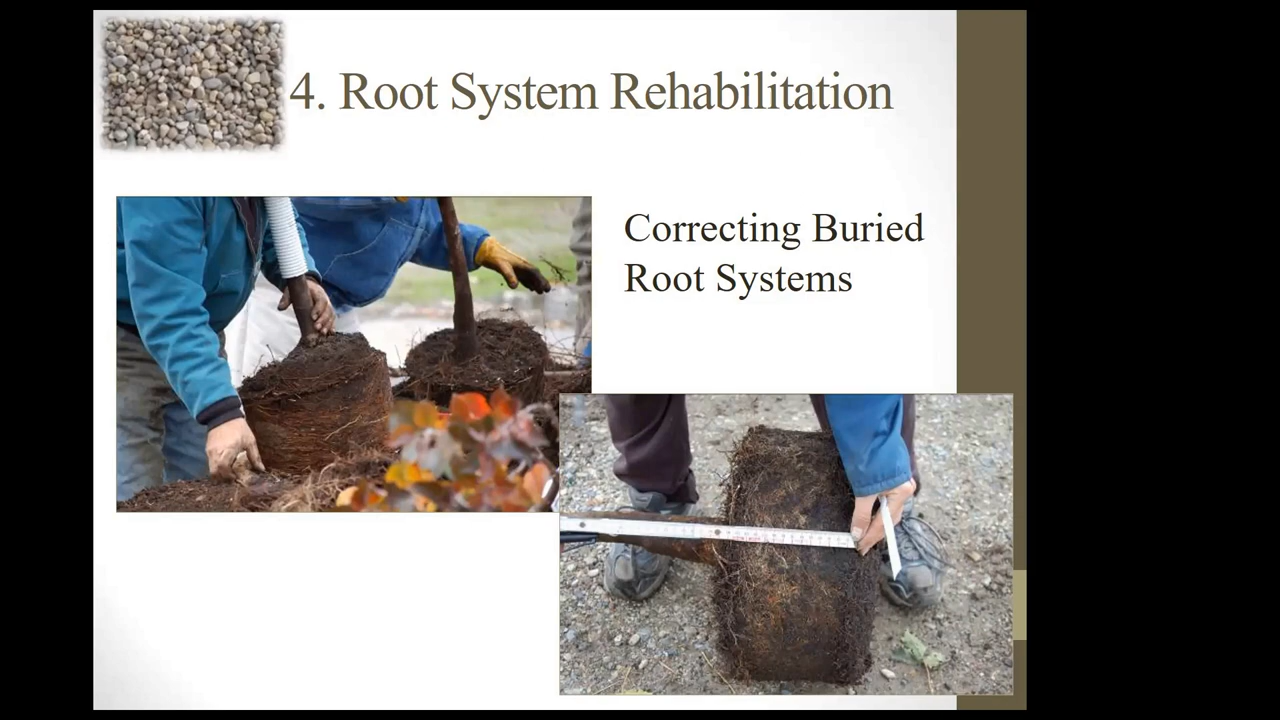 4. Root System Rehabilitation
Correcting Buried
Root Systems